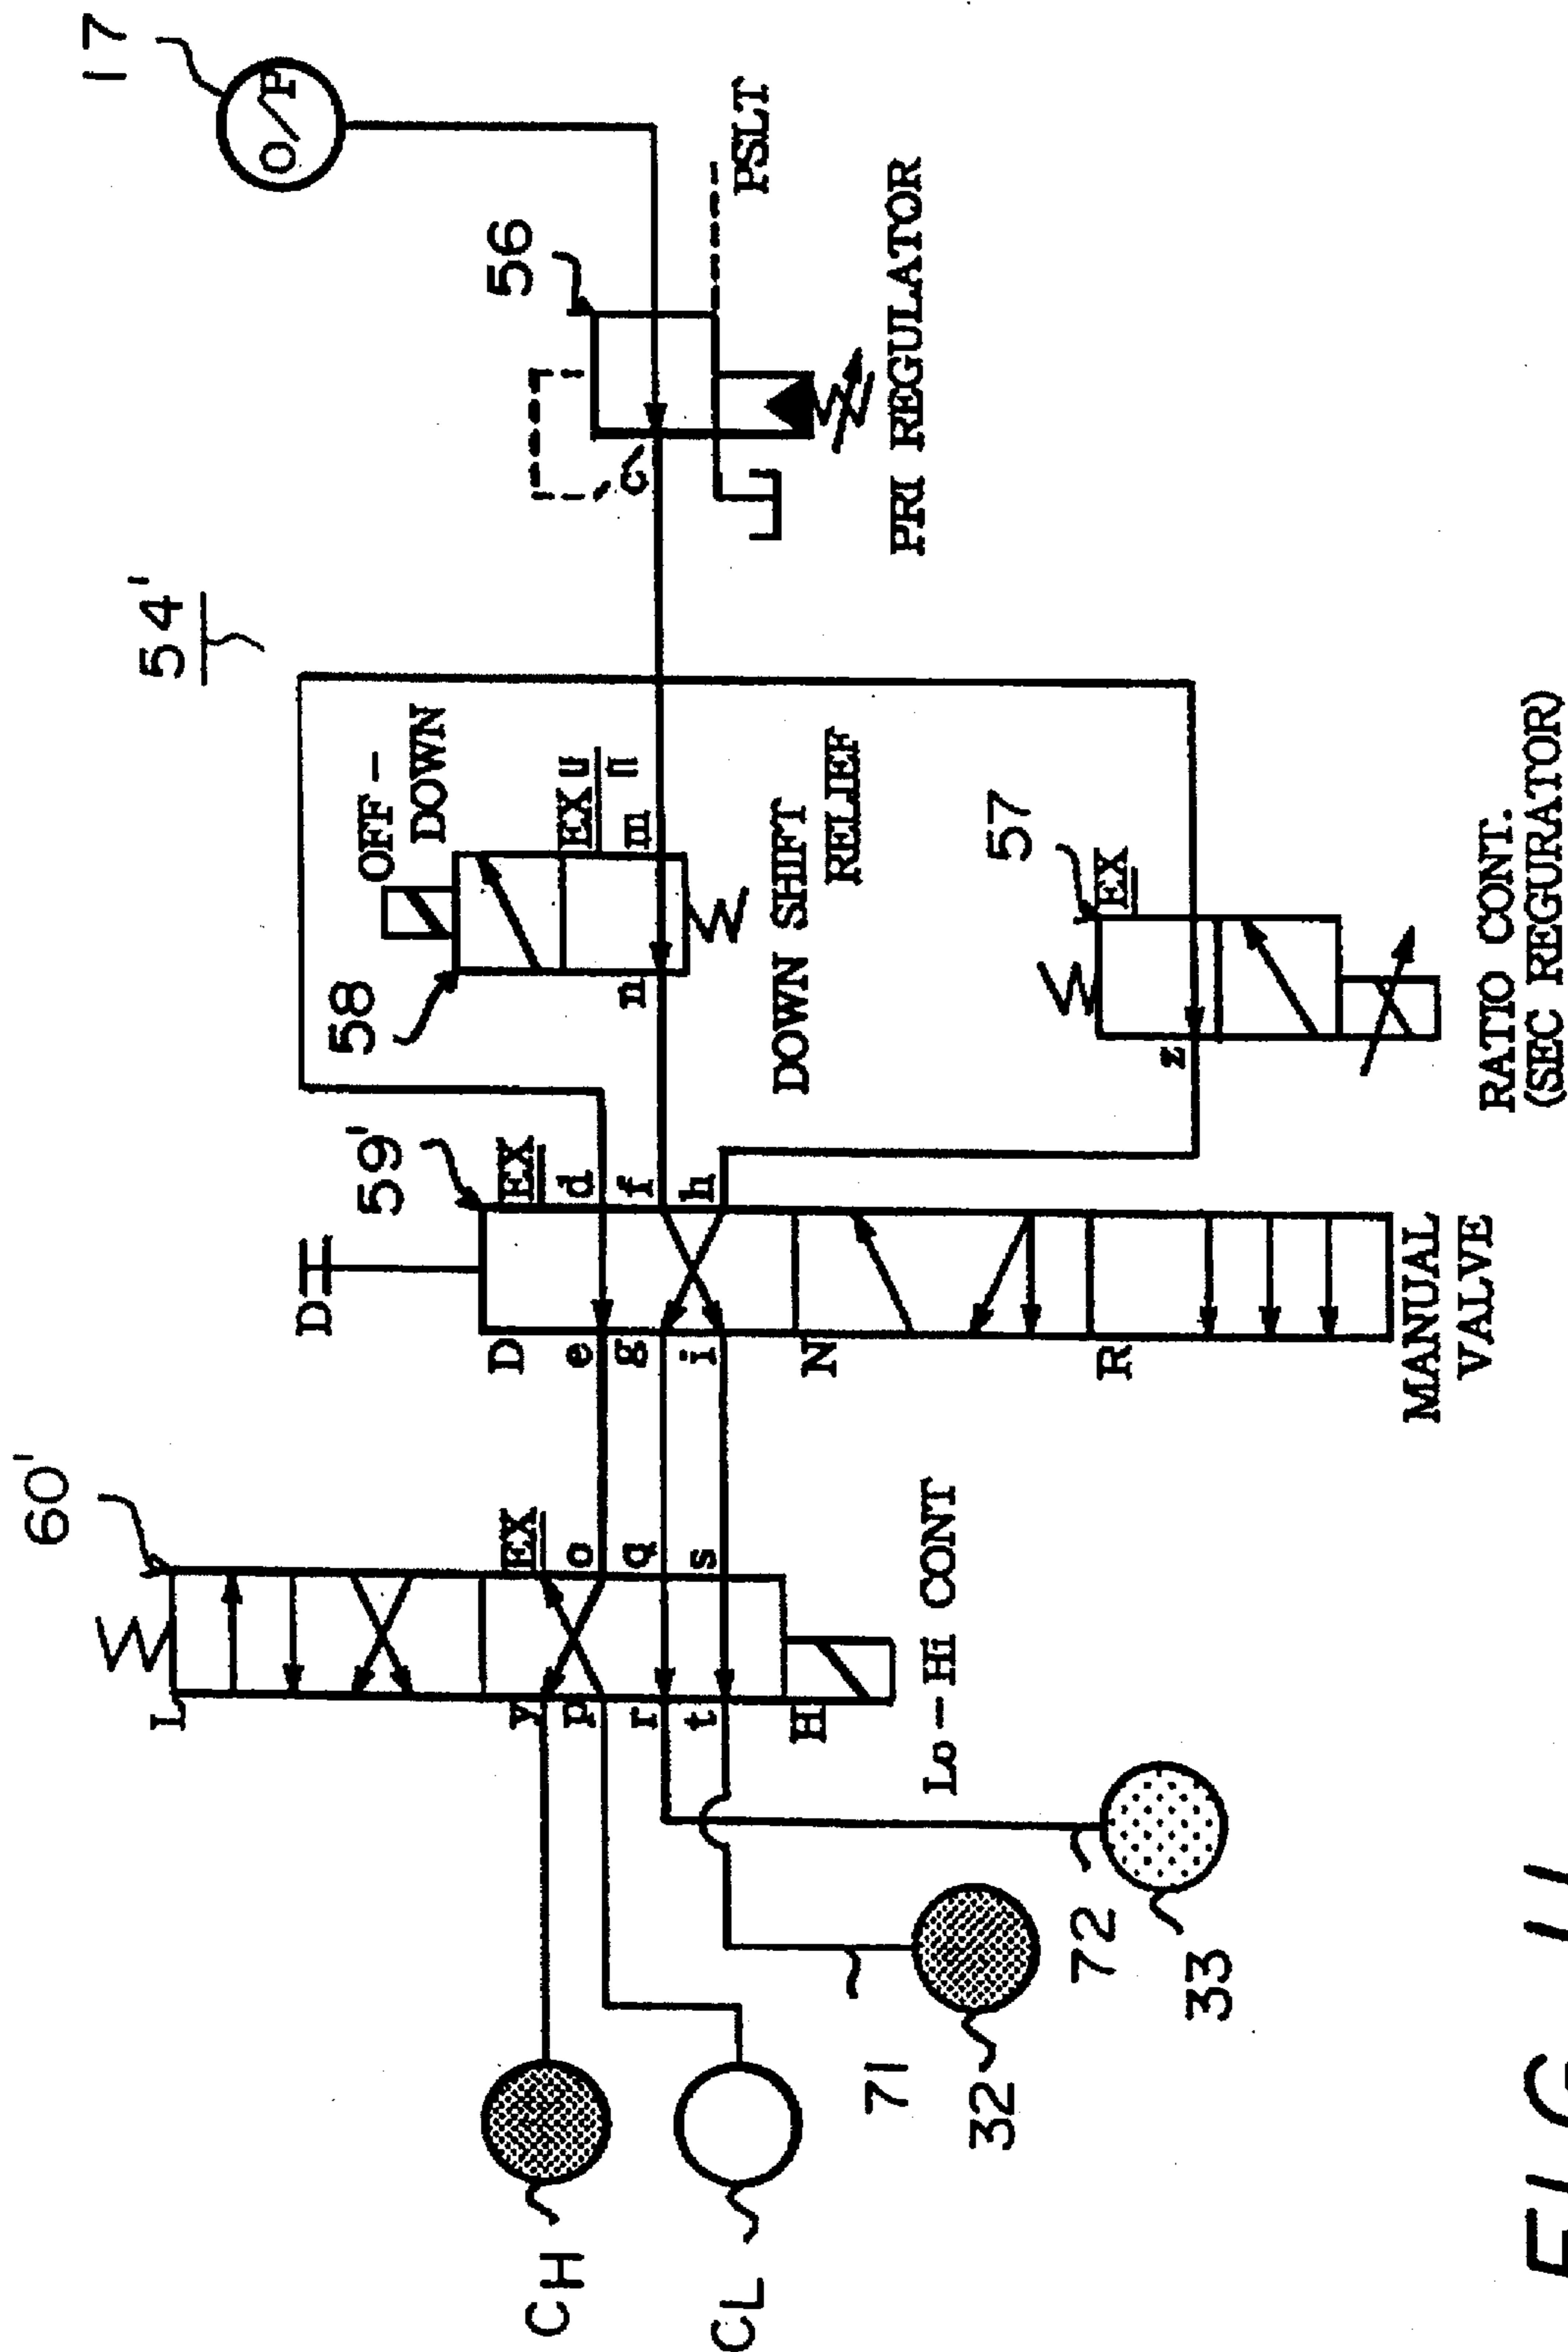 17
O/P
56
PSLT
PRI REGULATOR
c
54'
OFF-
DOWN
EX
m
n
58
DOWN SHIFT
RELIEF
57
EX
z
RATIO CONT.
(SEC REGURATOR)
59'
D
EX
d
f
h
D
e
g
i
N
R
MANUAL
VALVE
60'
EX
o
q
s
L
y
p
r
t
H
Lo-Hi CONT
CH
CL
71
32
72
33